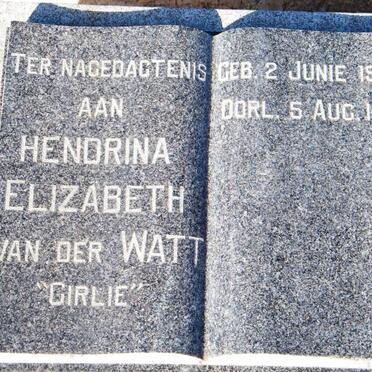 TER NAGEDAGTENIS
AAN
HENDRINA
ELIZABETH
VAN DER WATT
"GIRLIE"
GEB. 2 JUNIE
OORL. 5 AUG.